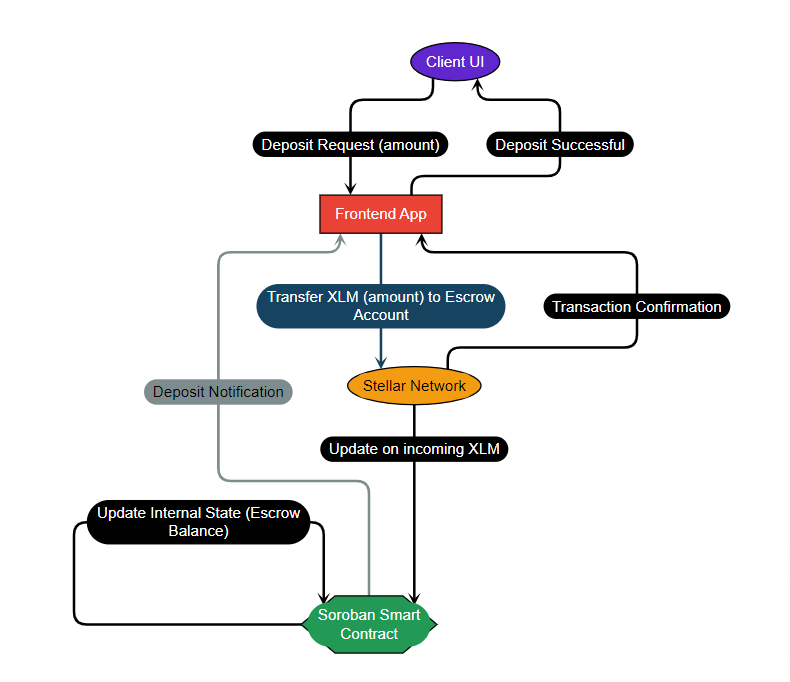 Client UI
Deposit Request (amount)
Deposit Successful
Frontend App
Transfer XLM (amount) to Escrow
Account
Transaction Confirmation
Stellar Network
Deposit Notification
Update on incoming XLM
Update Internal State (Escrow
Balance)
Soroban Smart
Contract